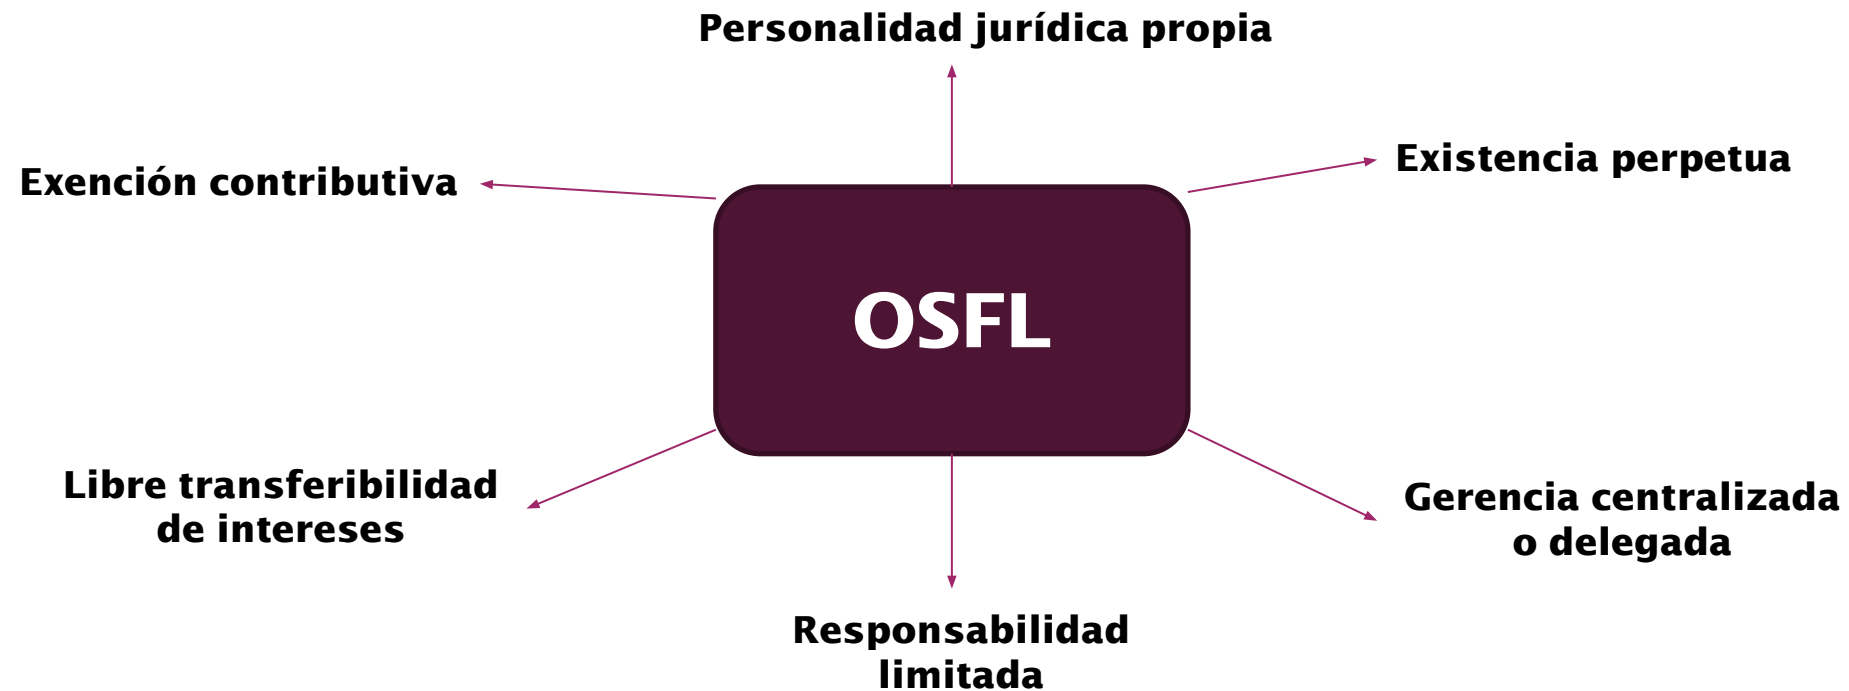 Personalidad jurídica propia
Existencia perpetua
Exención contributiva
OSFL
Libre transferibilidad
de intereses
Gerencia centralizada
o delegada
Responsabilidad
limitada